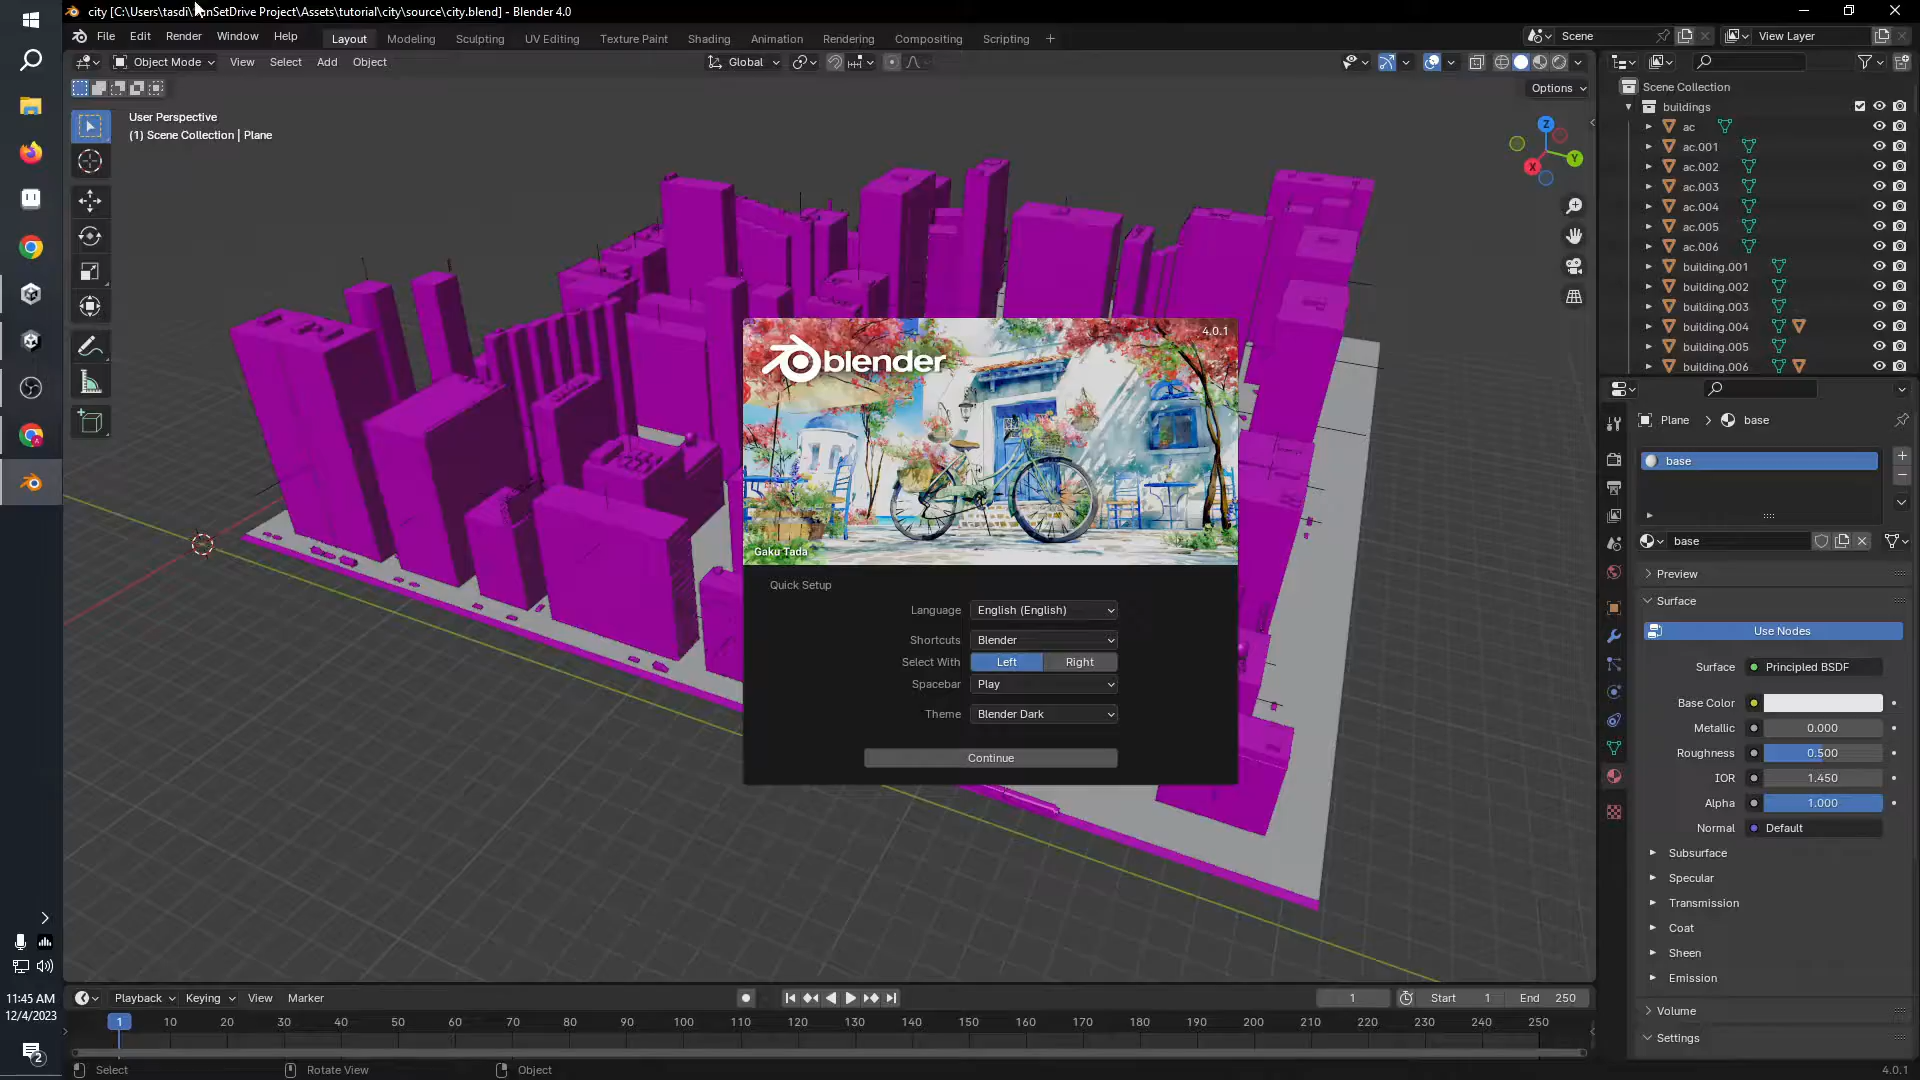 city [C:\Users\tasdi\ \Assets\tutorial\city\source\city.blend] - Blender 4.0
File Edit Render Window Help
Layout Modeling Sculpting UV Editing Texture Paint Shading Animation Rendering Compositing Scripting +
Scene
View Layer
Object Mode View Select Add Object
Global
Options
User Perspective
(1) Scene Collection | Plane
Z
Y
X
Scene Collection
buildings
ac
ac.001
ac.002
ac.003
ac.004
ac.005
ac.006
building.001
building.002
building.003
building.004
building.005
building.006
4.0.1
blender
Gaku Tada
Quick Setup
Language English (English)
Shortcuts Blender
Select With Left Right
Spacebar Play
Theme Blender Dark
Continue
Plane > base
base
base
Preview
Surface
Use Nodes
Surface Principled BSDF
Base Color
Metallic 0.000
Roughness 0.500
IOR 1.450
Alpha 1.000
Normal Default
Subsurface
Specular
Transmission
Coat
Sheen
Emission
Volume
Settings
Playback Keying View Marker
1
Start 1
End 250
1 10 20 30 40 50 60 70 80 90 100 110 120 130 140 150 160 170 180 190 200 210 220 230 240 250
Select
Rotate View
Object
4.0.1
11:45 AM
12/4/2023
2